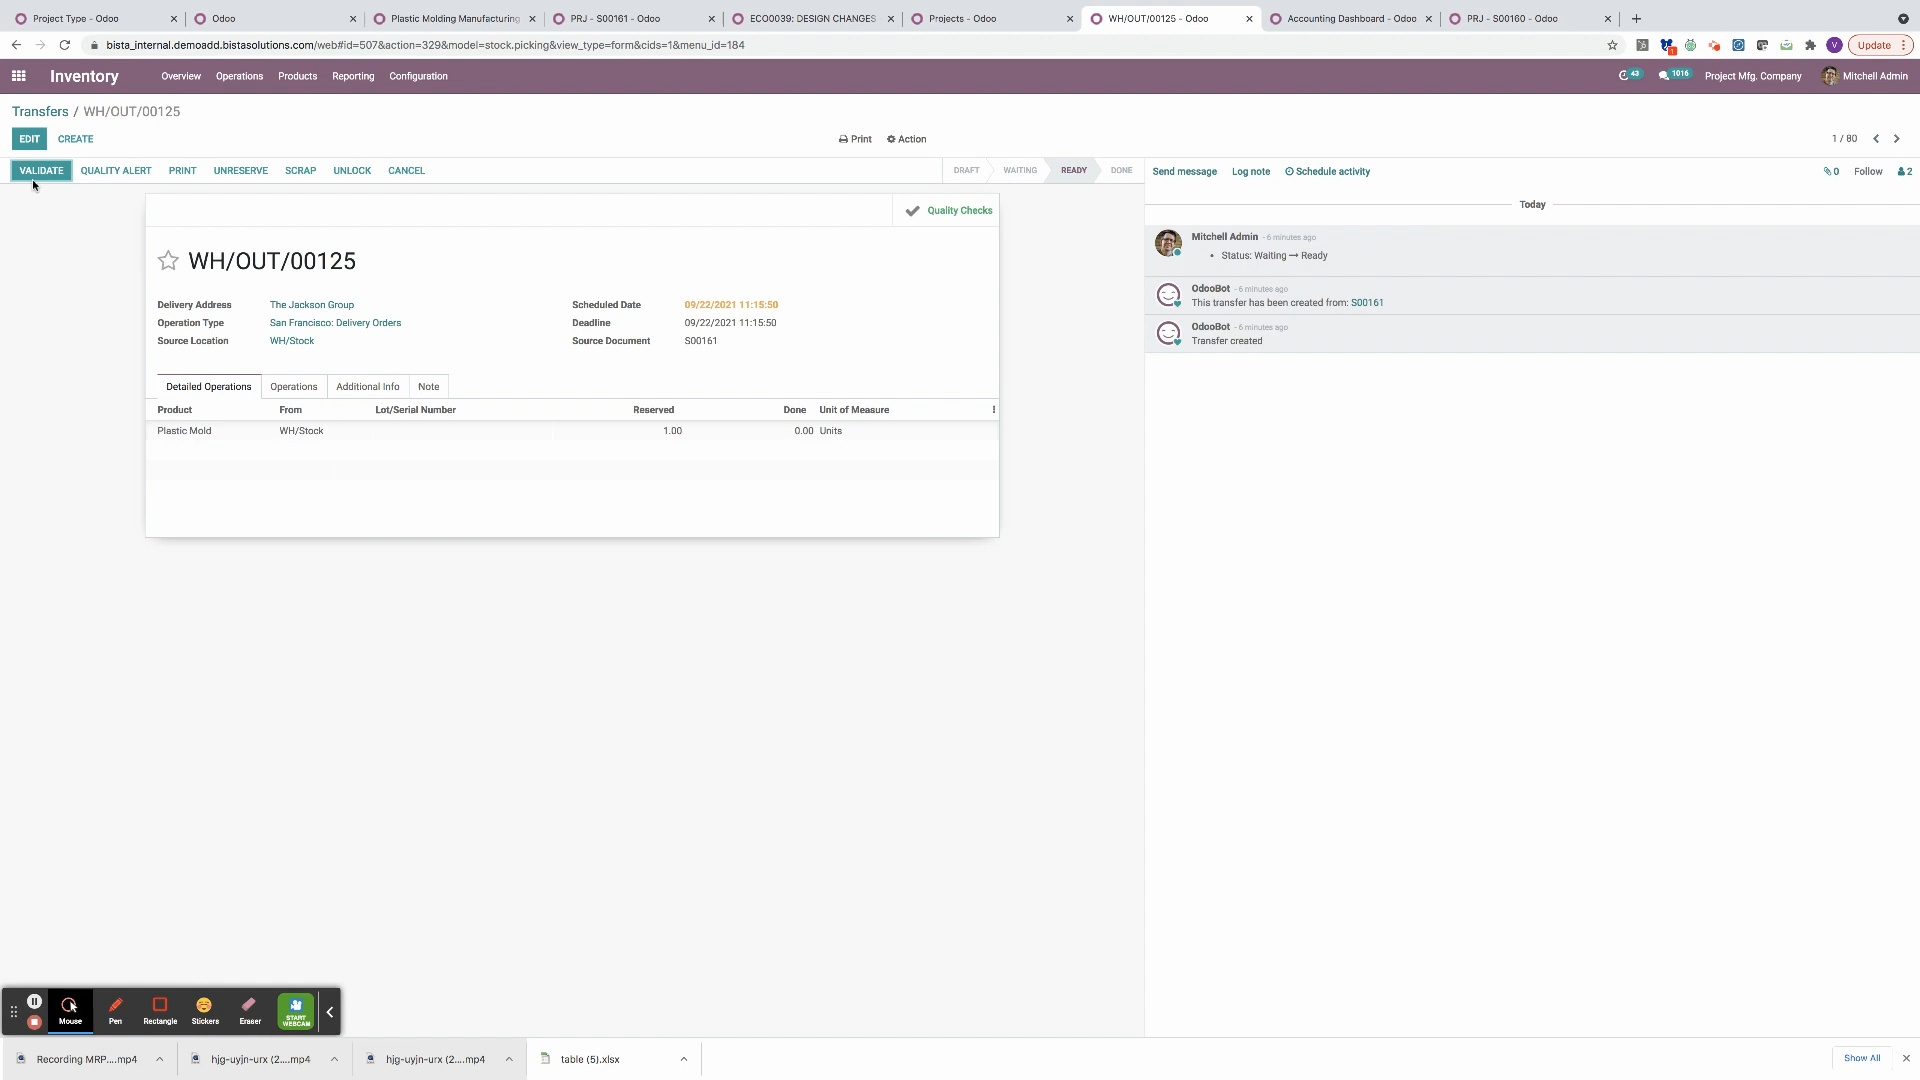 Project Type - Odoo
Odoo
Plastic Molding Manufacturing
PRJ - S00161 - Odoo
ECO0039: DESIGN CHANGES
Projects - Odoo
WH/OUT/00125 - Odoo
Accounting Dashboard - Odoo
PRJ - S00160 - Odoo
bista_internal.demoadd.bistasolutions.com/web#id=507&action=329&model=stock.picking&view_type=form&cids=1&menu_id=184
1
V
Update
Inventory
Overview
Operations
Products
Reporting
Configuration
43
1016
Project Mfg. Company
Mitchell Admin
Transfers / WH/OUT/00125
EDIT
CREATE
Print
Action
1 / 80
VALIDATE
QUALITY ALERT
PRINT
UNRESERVE
SCRAP
UNLOCK
CANCEL
DRAFT
WAITING
READY
DONE
Send message
Log note
Schedule activity
0
Follow
2
Quality Checks
WH/OUT/00125
Delivery Address The Jackson Group
Operation Type San Francisco: Delivery Orders
Source Location WH/Stock
Scheduled Date 09/22/2021 11:15:50
Deadline 09/22/2021 11:15:50
Source Document S00161
Detailed Operations
Operations
Additional Info
Note
Product From Lot/Serial Number Reserved Done Unit of Measure
Plastic Mold WH/Stock 1.00 0.00 Units
Today
Mitchell Admin - 6 minutes ago
• Status: Waiting → Ready
OdooBot - 6 minutes ago
This transfer has been created from: S00161
OdooBot - 6 minutes ago
Transfer created
Mouse
Pen
Rectangle
Stickers
Eraser
START
WEBCAM
Recording MRP....mp4
hjg-uyjn-urx (2....mp4
hjg-uyjn-urx (2....mp4
table (5).xlsx
Show All